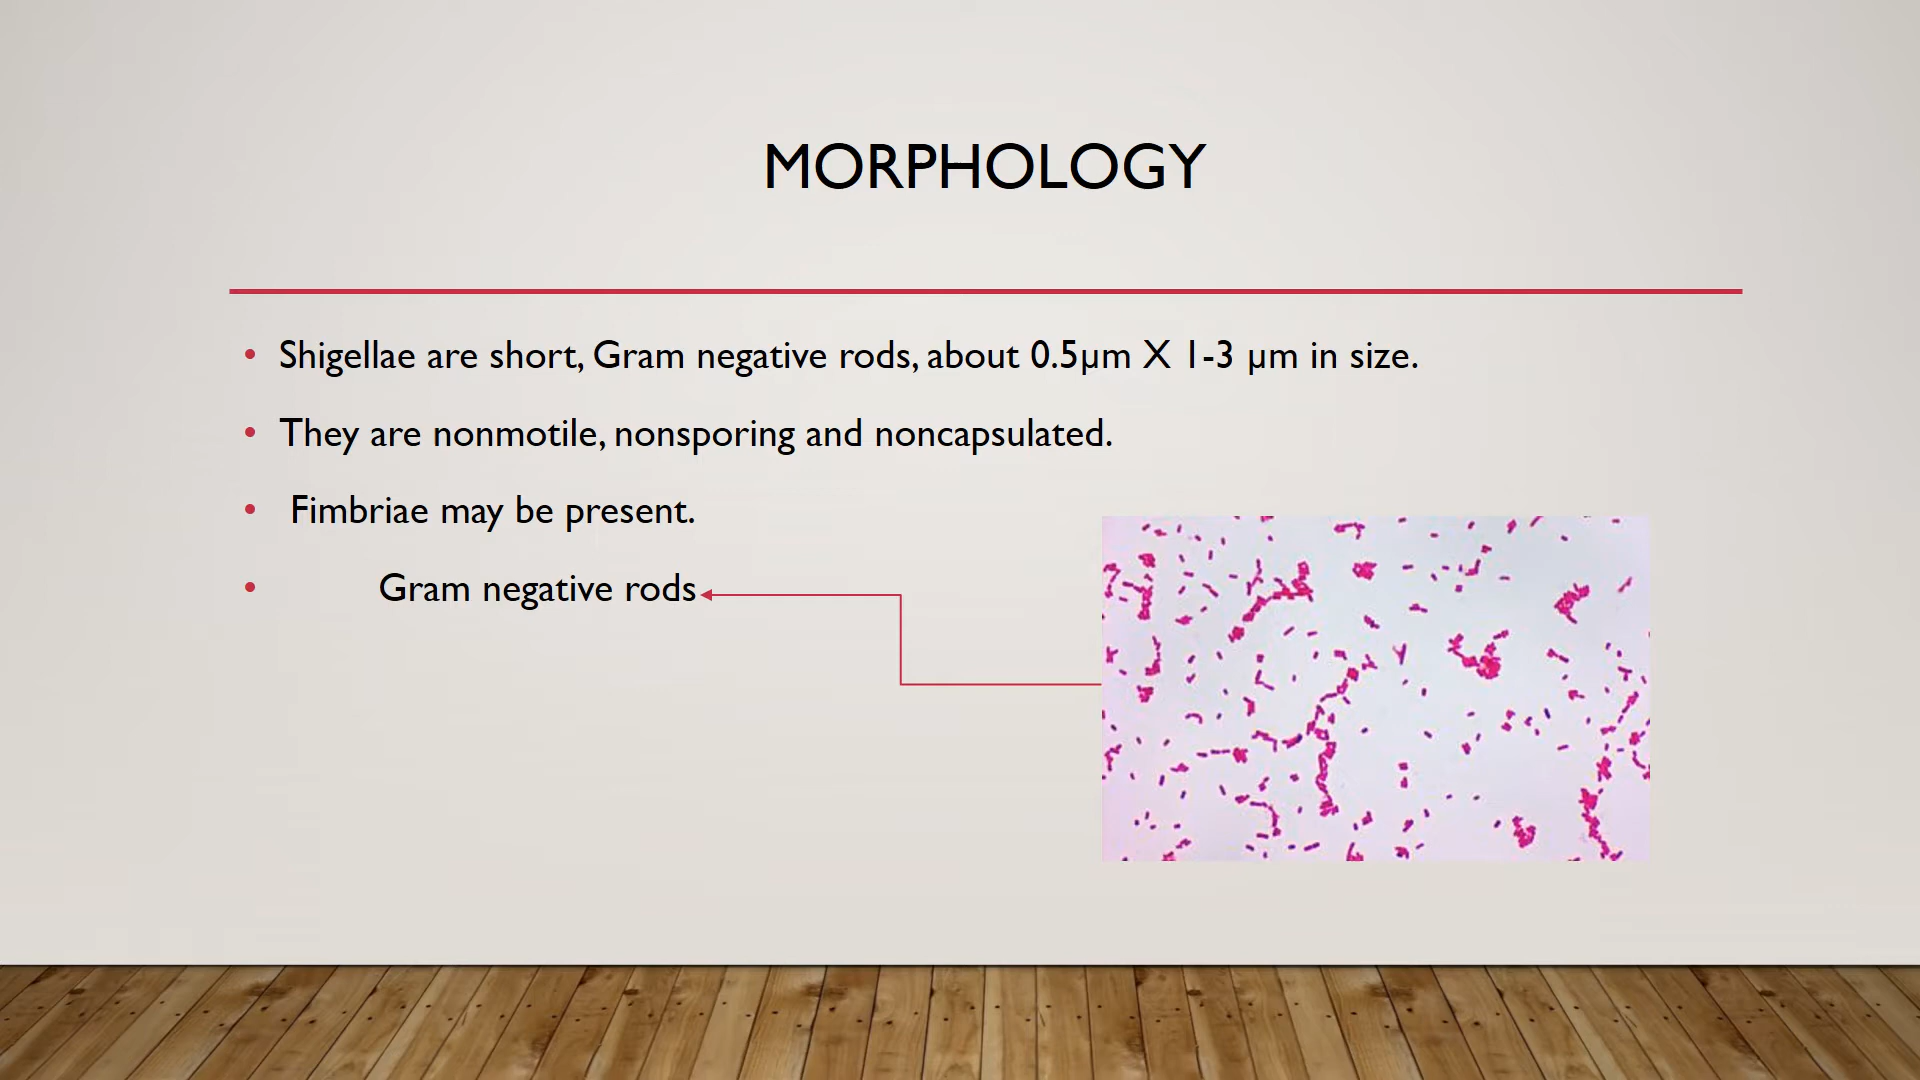 MORPHOLOGY
• Shigellae are short, Gram negative rods, about 0.5µm X 1-3 µm in size.
• They are nonmotile, nonsporing and noncapsulated.
• Fimbriae may be present.
• Gram negative rods